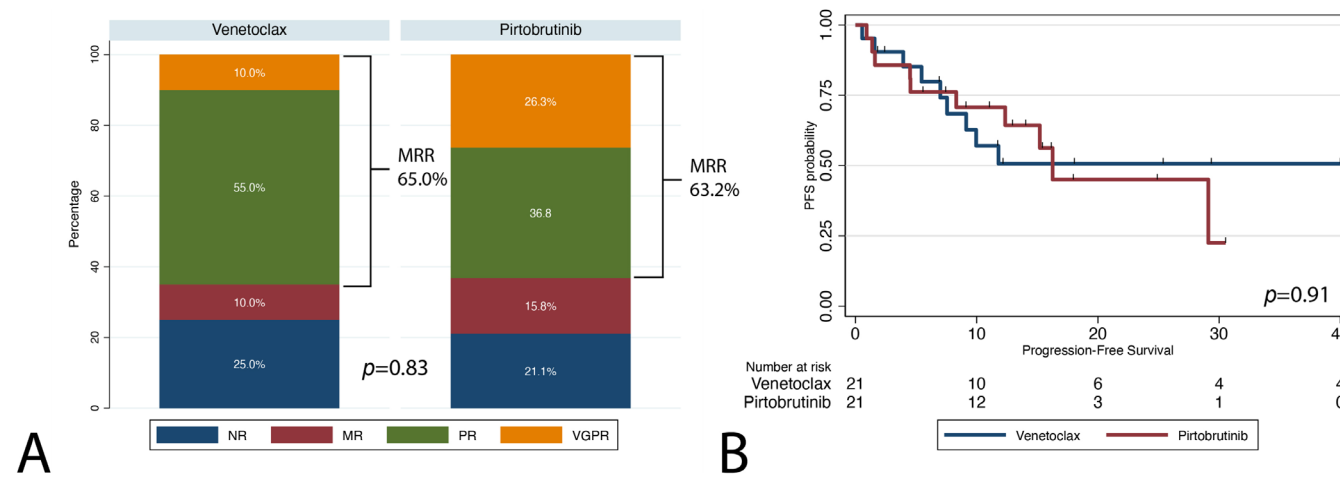 Venetoclax
Pirtobrutinib
Percentage
100
80
60
40
20
0
10.0%
55.0%
10.0%
25.0%
MRR
65.0%
p=0.83
26.3%
36.8
15.8%
21.1%
MRR
63.2%
NR MR PR VGPR
A
PFS probability
1.00
0.75
0.50
0.25
0.00
p=0.91
0 10 20 30
Progression-Free Survival
Number at risk
Venetoclax 21 10 6 4 4
Pirtobrutinib 21 12 3 1
Venetoclax Pirtobrutinib
B